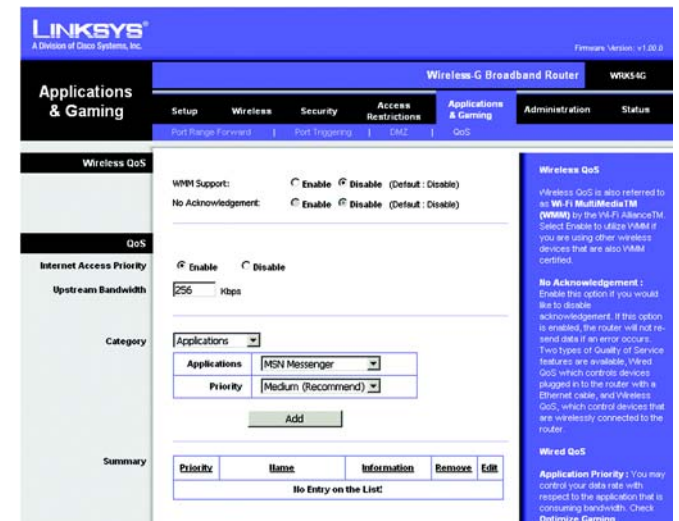 LINKSYS®
A Division of Cisco Systems, Inc.
Firmware Version: v1.00.0
Wireless-G Broadband Router
WRK54G
Applications & Gaming
Setup
Wireless
Security
Access Restrictions
Applications & Gaming
Administration
Status
Port Range Forward | Port Triggering | DMZ | QoS
Wireless QoS
WMM Support: Enable Disable (Default : Disable)
No Acknowledgement: Enable Disable (Default : Disable)
QoS
Internet Access Priority
Enable Disable
Upstream Bandwidth
256 Kbps
Category
Applications
Applications MSN Messenger
Priority Medium (Recommend)
Add
Summary
Priority Name Information Remove Edit
No Entry on the List!
Wireless QoS
Wireless QoS is also referred to
as Wi-Fi MultiMediaTM
(WMM) by the Wi-Fi AllianceTM.
Select Enable to utilize WMM if
you are using other wireless
devices that are also WMM
certified.
No Acknowledgement :
Enable this option if you would
like to disable
acknowledgement. If this option
is enabled, the router will not re-
send data if an error occurs.
Two types of Quality of Service
features are available, Wired
QoS which controls devices
plugged in to the router with a
Ethernet cable, and Wireless
QoS, which control devices that
are wirelessly connected to the
router.
Wired QoS
Application Priority : You may
control your data rate with
respect to the application that is
consuming bandwidth. Check
Optimize Gaming